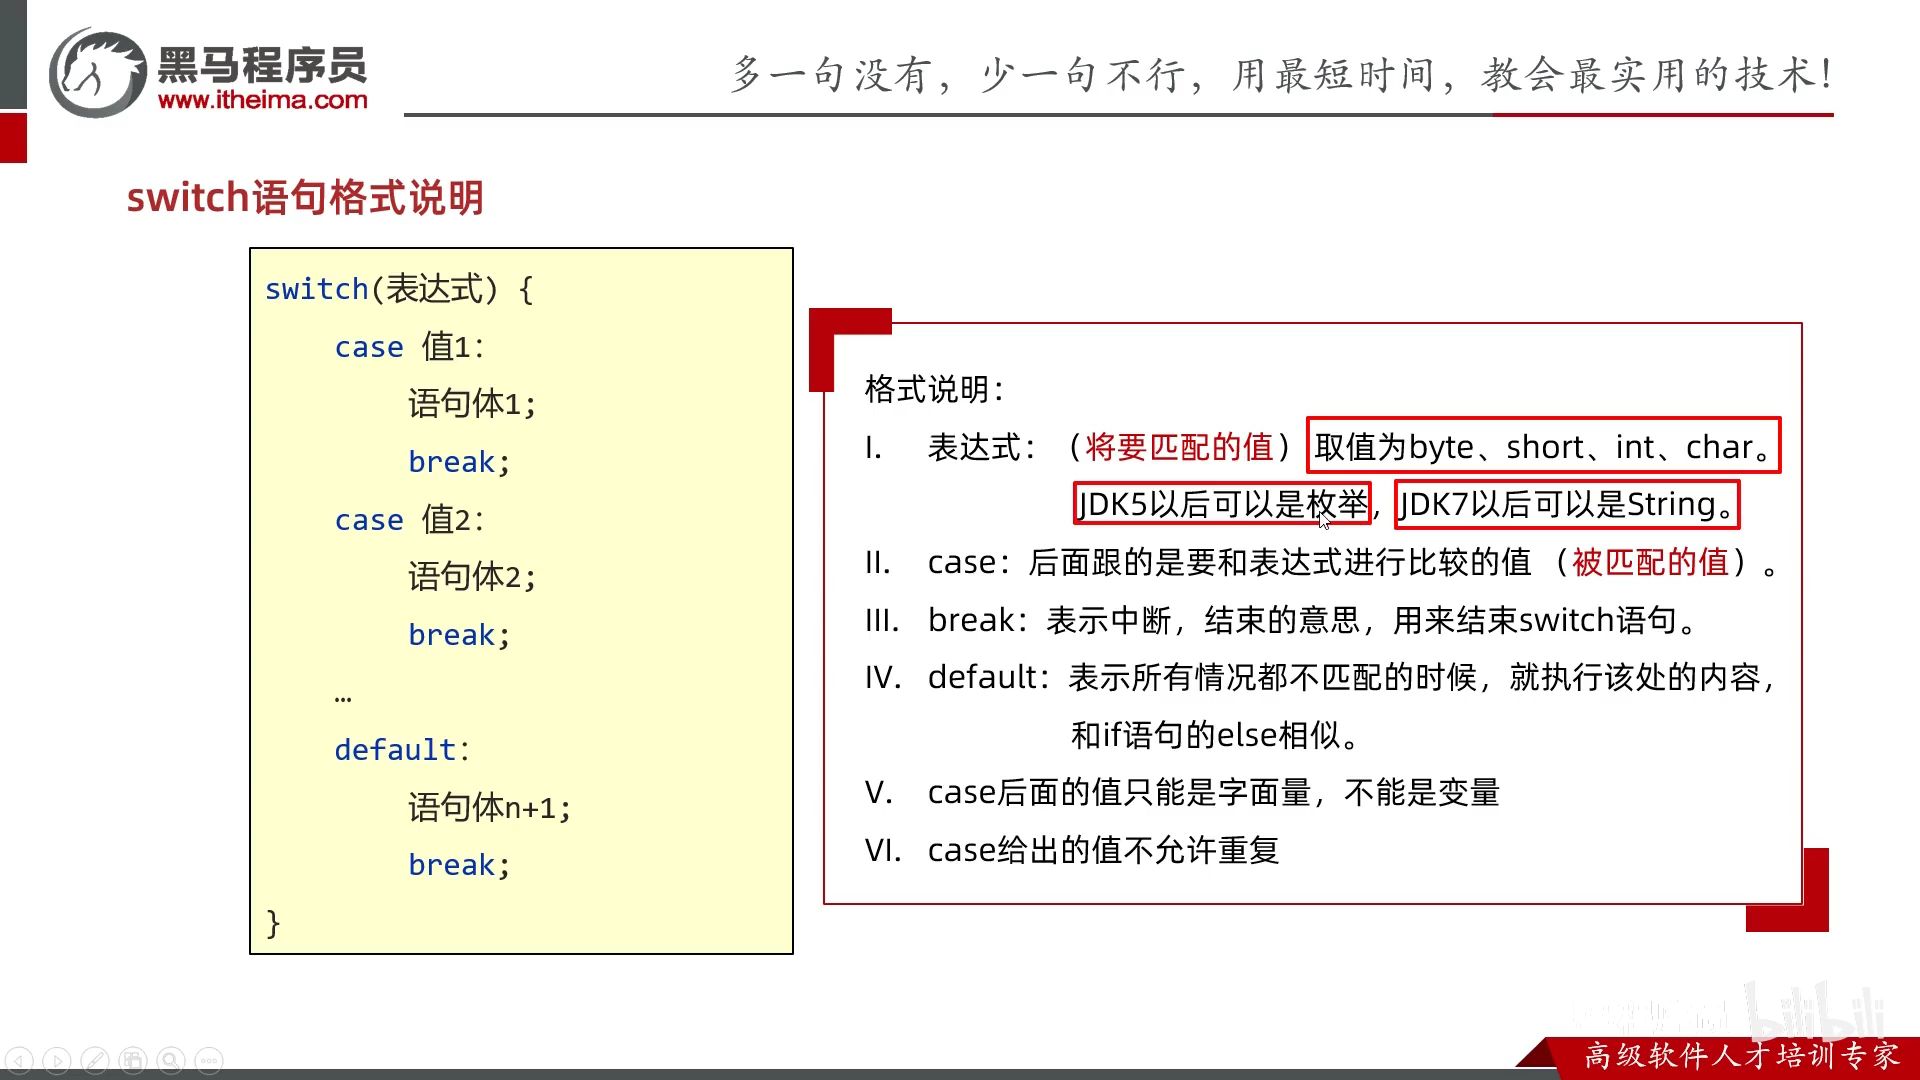 黑马程序员
www.itheima.com
多一句没有，少一句不行，用最短时间，教会最实用的技术！
switch语句格式说明
switch(表达式) {
case 值1：
语句体1;
break;
case 值2：
语句体2;
break;
…
default：
语句体n+1;
break;
}
格式说明：
I. 表达式：（将要匹配的值）取值为byte、short、int、char。
JDK5以后可以是枚举，JDK7以后可以是String。
II. case：后面跟的是要和表达式进行比较的值（被匹配的值）。
III. break：表示中断，结束的意思，用来结束switch语句。
IV. default：表示所有情况都不匹配的时候，就执行该处的内容，
和if语句的else相似。
V. case后面的值只能是字面量，不能是变量
VI. case给出的值不允许重复
bilibili
高级软件人才培训专家